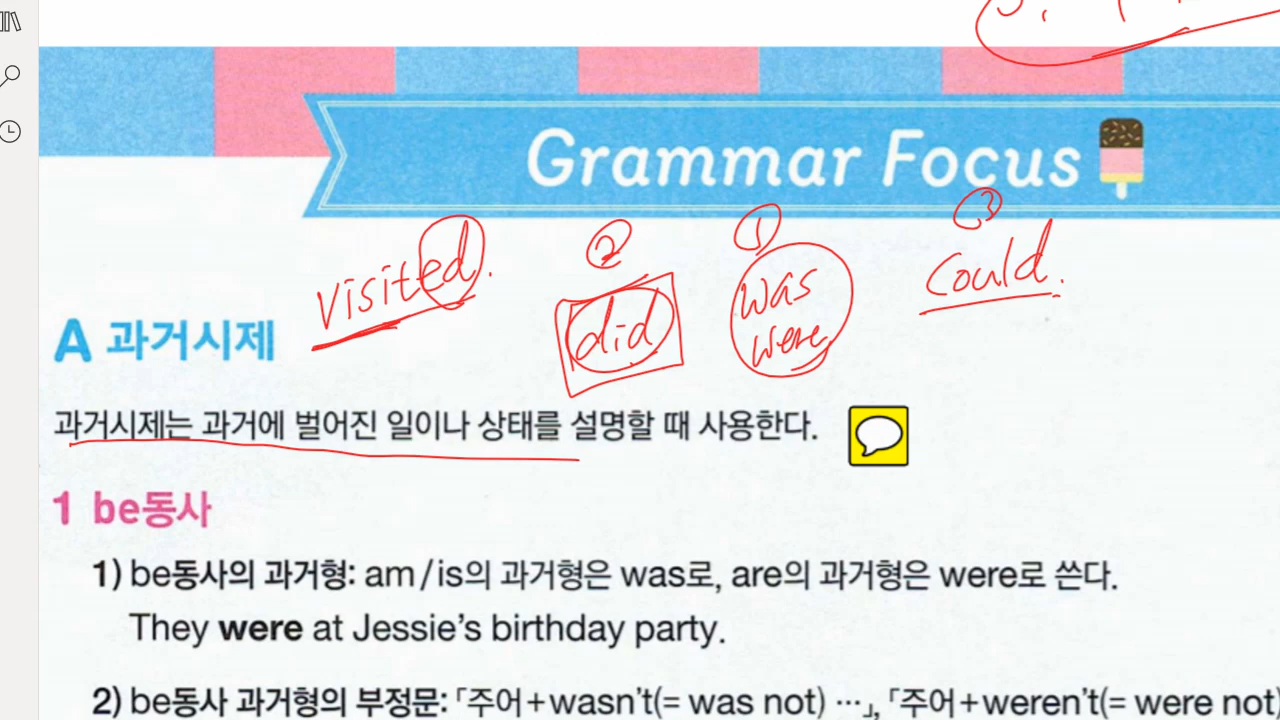 Grammar Focus
② ① ③
visited. did was could.
were
A 과거시제
과거시제는 과거에 벌어진 일이나 상태를 설명할 때 사용한다.
1 be동사
1) be동사의 과거형: am/is의 과거형은 was로, are의 과거형은 were로 쓴다.
They were at Jessie's birthday party.
2) be동사 과거형의 부정문: 「주어+wasn't(= was not) ···」, 「주어+weren't(= were not)